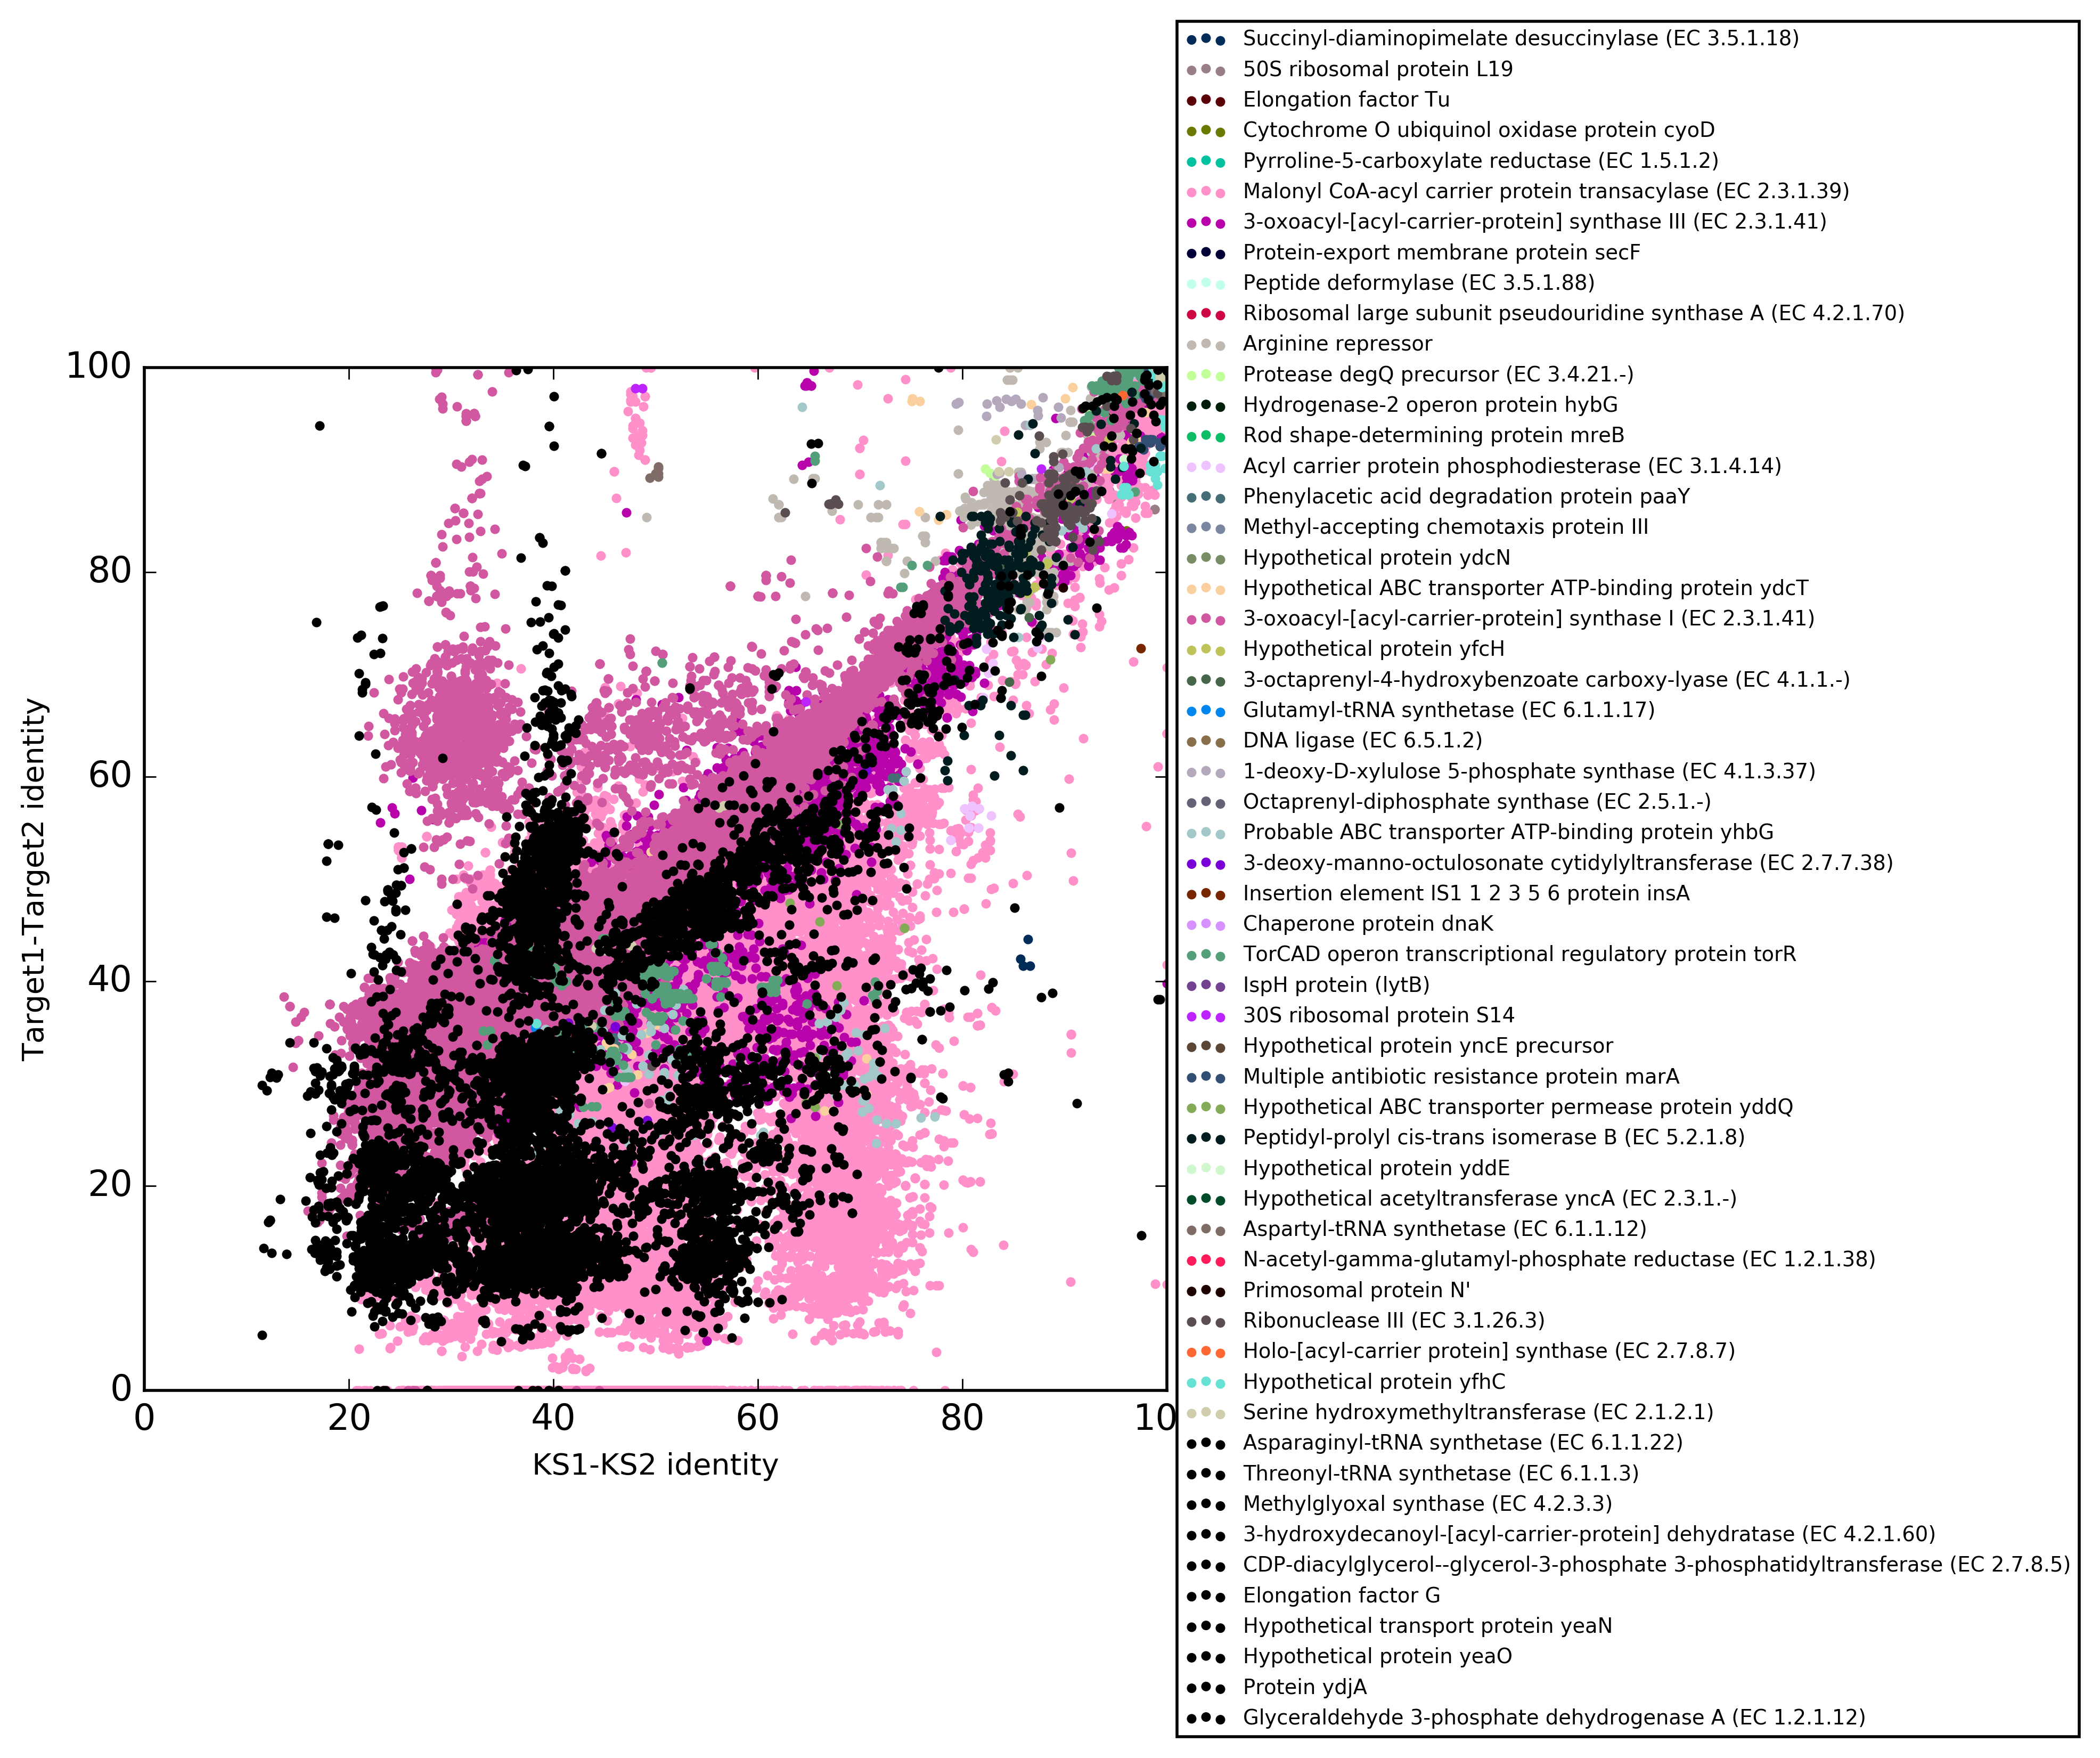 100
80
60
40
20
0
Target1-Target2 identity
0 20 40 60 80 10
KS1-KS2 identity
Succinyl-diaminopimelate desuccinylase (EC 3.5.1.18)
50S ribosomal protein L19
Elongation factor Tu
Cytochrome O ubiquinol oxidase protein cyoD
Pyrroline-5-carboxylate reductase (EC 1.5.1.2)
Malonyl CoA-acyl carrier protein transacylase (EC 2.3.1.39)
3-oxoacyl-[acyl-carrier-protein] synthase III (EC 2.3.1.41)
Protein-export membrane protein secF
Peptide deformylase (EC 3.5.1.88)
Ribosomal large subunit pseudouridine synthase A (EC 4.2.1.70)
Arginine repressor
Protease degQ precursor (EC 3.4.21.-)
Hydrogenase-2 operon protein hybG
Rod shape-determining protein mreB
Acyl carrier protein phosphodiesterase (EC 3.1.4.14)
Phenylacetic acid degradation protein paaY
Methyl-accepting chemotaxis protein III
Hypothetical protein ydcN
Hypothetical ABC transporter ATP-binding protein ydcT
3-oxoacyl-[acyl-carrier-protein] synthase I (EC 2.3.1.41)
Hypothetical protein yfcH
3-octaprenyl-4-hydroxybenzoate carboxy-lyase (EC 4.1.1.-)
Glutamyl-tRNA synthetase (EC 6.1.1.17)
DNA ligase (EC 6.5.1.2)
1-deoxy-D-xylulose 5-phosphate synthase (EC 4.1.3.37)
Octaprenyl-diphosphate synthase (EC 2.5.1.-)
Probable ABC transporter ATP-binding protein yhbG
3-deoxy-manno-octulosonate cytidylyltransferase (EC 2.7.7.38)
Insertion element IS1 1 2 3 5 6 protein insA
Chaperone protein dnaK
TorCAD operon transcriptional regulatory protein torR
IspH protein (lytB)
30S ribosomal protein S14
Hypothetical protein yncE precursor
Multiple antibiotic resistance protein marA
Hypothetical ABC transporter permease protein yddQ
Peptidyl-prolyl cis-trans isomerase B (EC 5.2.1.8)
Hypothetical protein yddE
Hypothetical acetyltransferase yncA (EC 2.3.1.-)
Aspartyl-tRNA synthetase (EC 6.1.1.12)
N-acetyl-gamma-glutamyl-phosphate reductase (EC 1.2.1.38)
Primosomal protein N'
Ribonuclease III (EC 3.1.26.3)
Holo-[acyl-carrier protein] synthase (EC 2.7.8.7)
Hypothetical protein yfhC
Serine hydroxymethyltransferase (EC 2.1.2.1)
Asparaginyl-tRNA synthetase (EC 6.1.1.22)
Threonyl-tRNA synthetase (EC 6.1.1.3)
Methylglyoxal synthase (EC 4.2.3.3)
3-hydroxydecanoyl-[acyl-carrier-protein] dehydratase (EC 4.2.1.60)
CDP-diacylglycerol--glycerol-3-phosphate 3-phosphatidyltransferase (EC 2.7.8.5)
Elongation factor G
Hypothetical transport protein yeaN
Hypothetical protein yeaO
Protein ydjA
Glyceraldehyde 3-phosphate dehydrogenase A (EC 1.2.1.12)